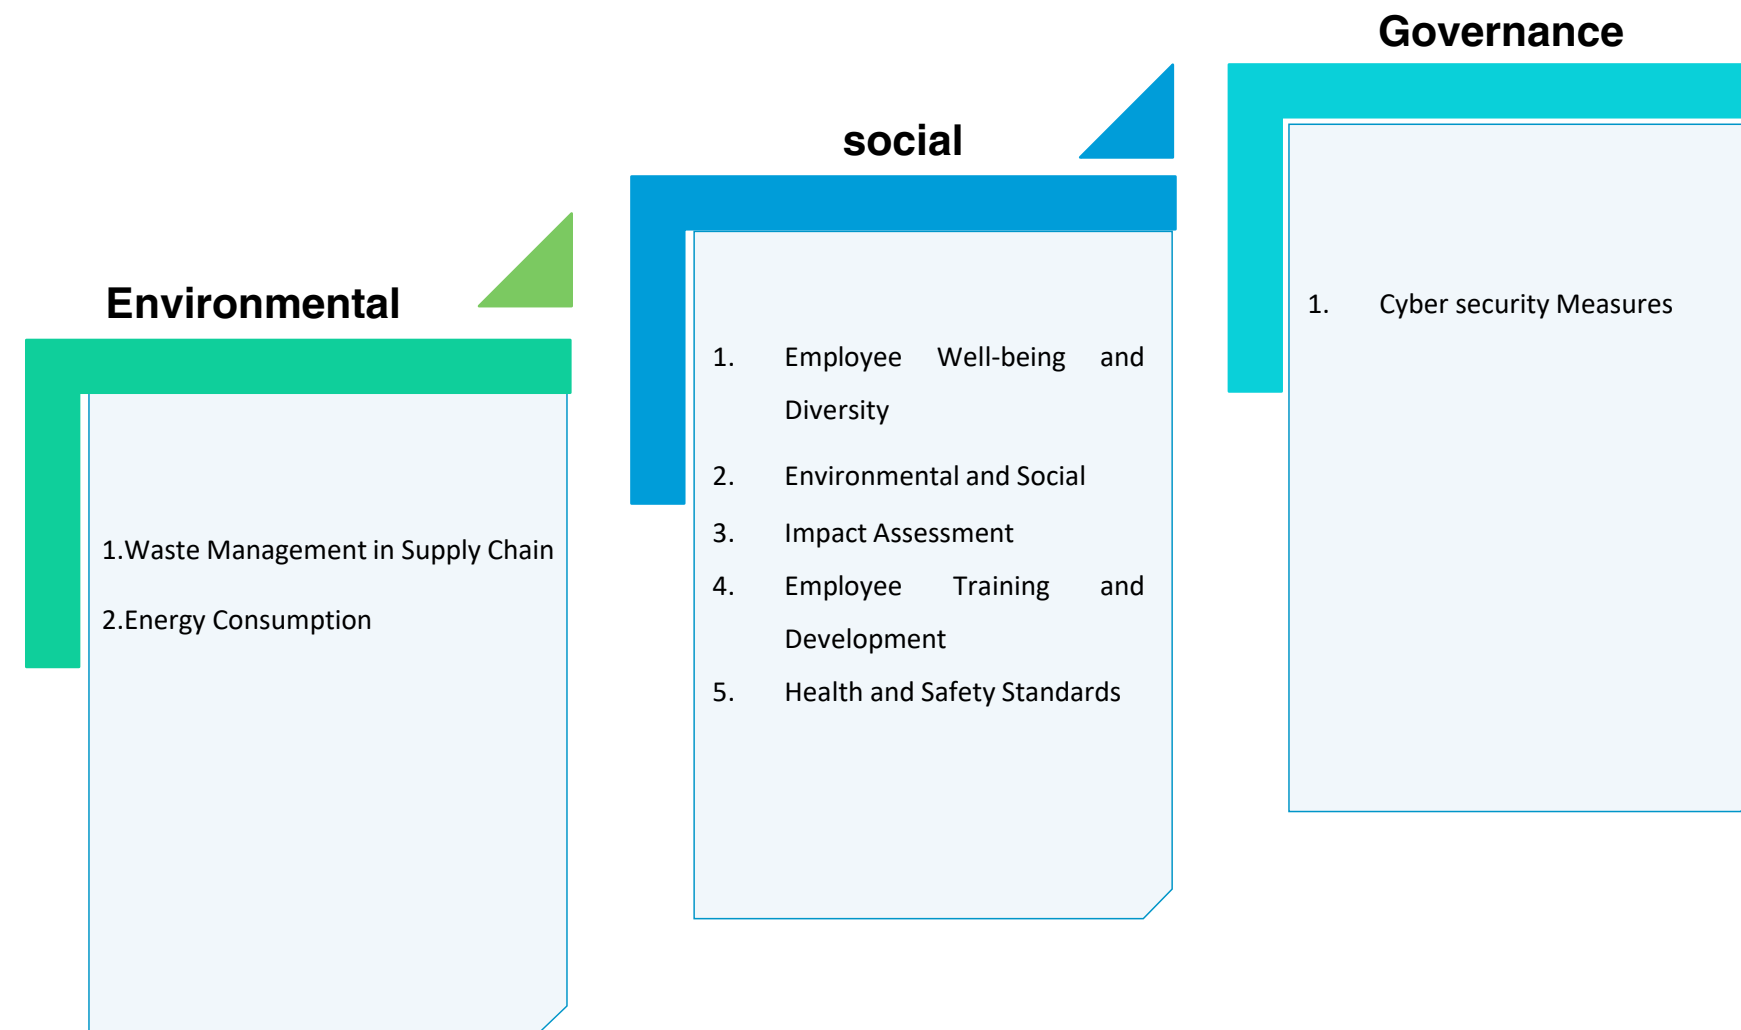 Environmental
1.Waste Management in Supply Chain
2.Energy Consumption
social
1. Employee Well-being and
Diversity
2. Environmental and Social
3. Impact Assessment
4. Employee Training and
Development
5. Health and Safety Standards
Governance
1. Cyber security Measures